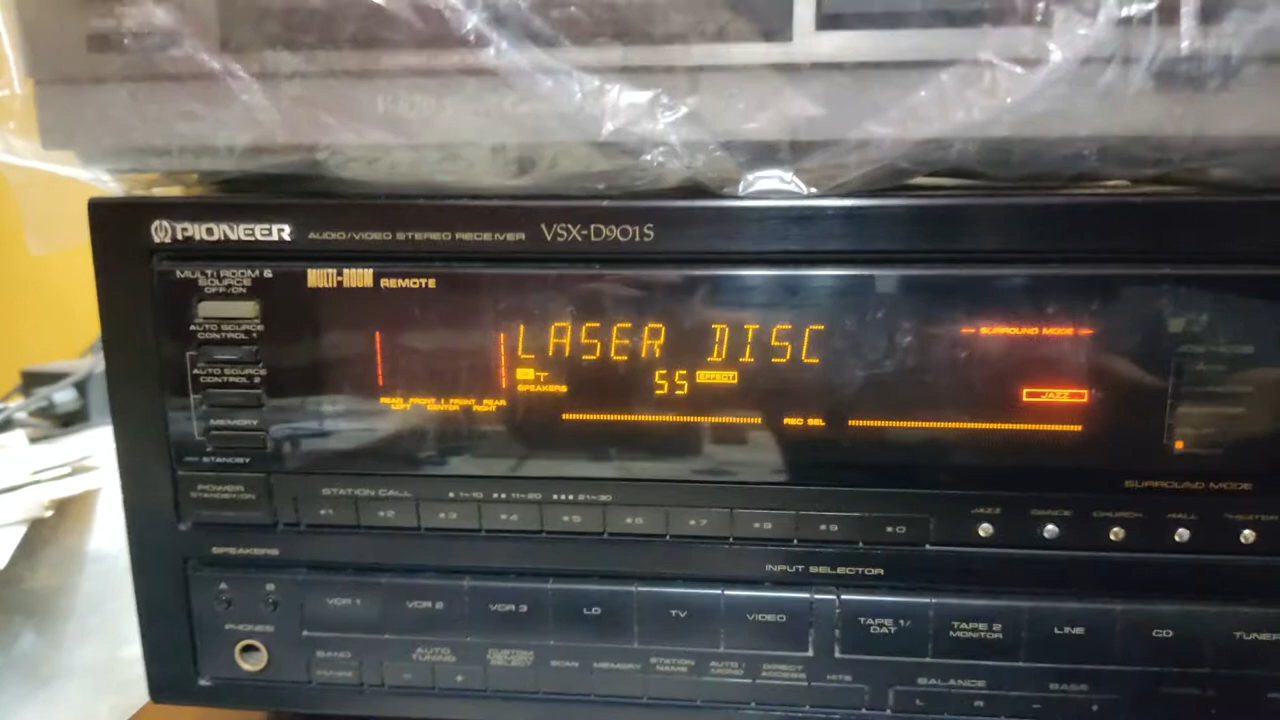 PIONEER AUDIO/VIDEO STEREO RECEIVER VSX-D901S
MULTI-ROOM & SOURCE
OFF/ON
MULTI-ROOM REMOTE
AUTO SOURCE
CONTROL 1
AUTO SOURCE
CONTROL 2
MEMORY
STANDBY
POWER
STANDBY/ON
LASER DISC
SPEAKERS
55 EFFECT
SURROUND MODE
JAZZ
REAR LEFT FRONT CENTER FRONT REAR RIGHT
REC SEL
SURROUND MODE
STATION CALL 1~10 11~20 21~30
1 2 3 4 5 6 7 8 9 0
JAZZ DANCE CHURCH HALL THEATER
SPEAKERS
A B
PHONES
INPUT SELECTOR
VCR 1 VCR 2 VCR 3 LD TV VIDEO TAPE 1/DAT TAPE 2 MONITOR LINE CD TUNER
BAND
AUTO TUNING
- +
CUSTOM MEMORY SELECT
SCAN MEMORY
STATION NAME
AUTO/MONO
DIRECT ACCESS
HITS
BALANCE
L R
BASS
- +